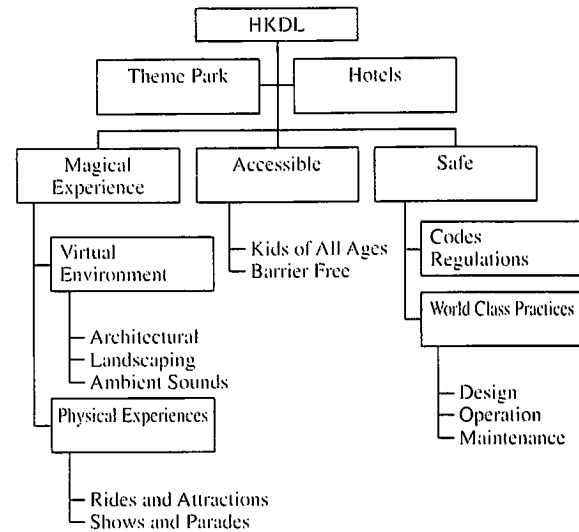 HKDL
Theme Park
Hotels
Magical
Experience
Accessible
Safe
Virtual
Environment
Architectural
Landscaping
Ambient Sounds
Physical Experiences
Rides and Attractions
Shows and Parades
Kids of All Ages
Barrier Free
Codes
Regulations
World Class Practices
Design
Operation
Maintenance